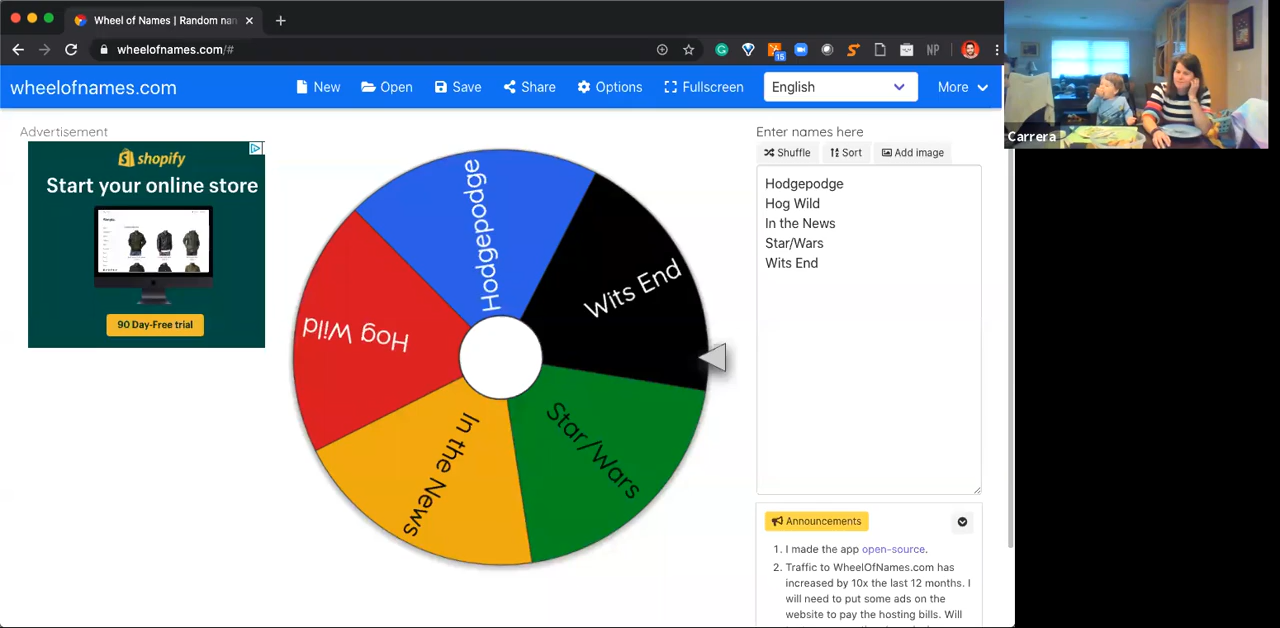 Wheel of Names | Random nan
wheelofnames.com/#
15
NP
wheelofnames.com
New
Open
Save
Share
Options
Fullscreen
English
More
Advertisement
shopify
Start your online store
90 Day-Free trial
Hodgepodge
Wits End
Star/Wars
In the News
Hog Wild
Enter names here
Shuffle
Sort
Add image
Hodgepodge
Hog Wild
In the News
Star/Wars
Wits End
Announcements
1. I made the app open-source.
2. Traffic to WheelOfNames.com has
increased by 10x the last 12 months. I
will need to put some ads on the
website to pay the hosting bills. Will
Carrera